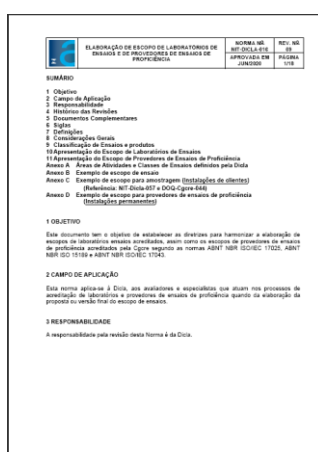 ELABORAÇÃO DE ESCOPO DE LABORATÓRIOS DE
ENSAIOS E DE PROVEDORES DE ENSAIOS DE
PROFICIÊNCIA
NORMA Nº
NIT-DICLA-016
REV. Nº
09
APROVADA EM
JUN/2020
PÁGINA
1/16
SUMÁRIO
1 Objetivo
2 Campo de Aplicação
3 Responsabilidade
4 Histórico das Revisões
5 Documentos Complementares
6 Siglas
7 Definições
8 Considerações Gerais
9 Classificação de Ensaios e produtos
10 Apresentação do Escopo de Laboratórios de Ensaios
11 Apresentação do Escopo de Provedores de Ensaios de Proficiência
Anexo A Áreas de Atividades e Classes de Ensaios definidos pela Dicla
Anexo B Exemplo de escopo de ensaio
Anexo C Exemplo de escopo para amostragem (Instalações de clientes)
(Referência: NIT-Dicla-057 e DOQ-Cgcre-044)
Anexo D Exemplo de escopo para provedores de ensaios de proficiência
(Instalações permanentes)
1 OBJETIVO
Este documento tem o objetivo de estabelecer as diretrizes para harmonizar a elaboração de
escopos de laboratórios ensaios acreditados, assim como os escopos de provedores de ensaios
de proficiência acreditados pela Cgcre segundo as normas ABNT NBR ISO/IEC 17025, ABNT
NBR ISO 15189 e ABNT NBR ISO/IEC 17043.
2 CAMPO DE APLICAÇÃO
Esta norma aplica-se à Dicla, aos avaliadores e especialistas que atuam nos processos de
acreditação de laboratórios e provedores de ensaios de proficiência quando da elaboração da
proposta ou versão final do escopo de ensaios.
3 RESPONSABILIDADE
A responsabilidade pela revisão desta Norma é da Dicla.